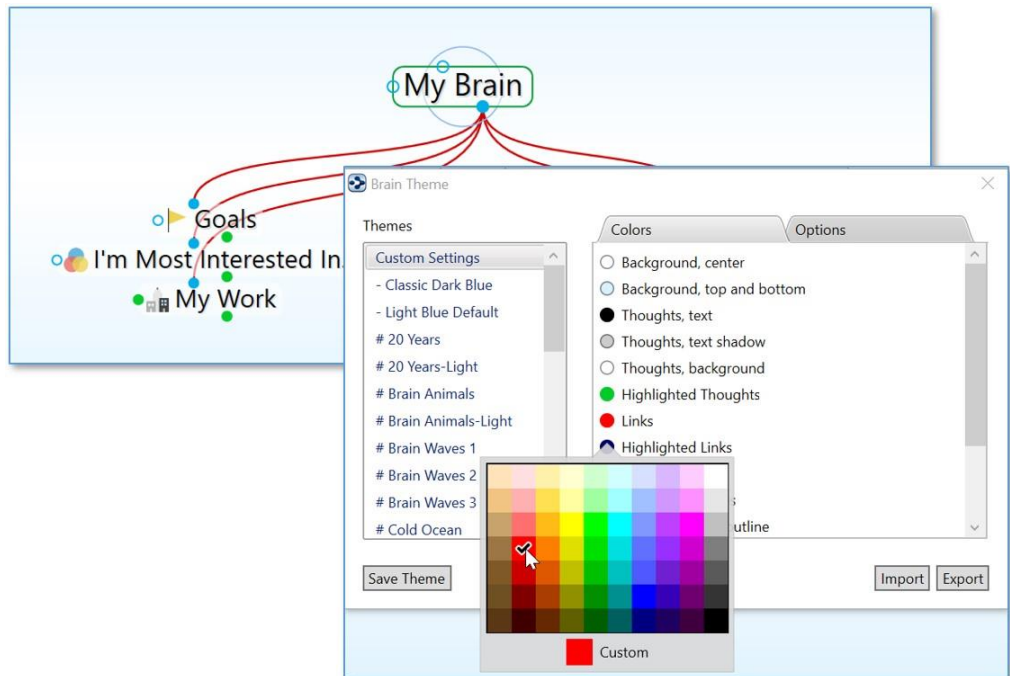 My Brain
Goals
I'm Most Interested In.
My Work
Brain Theme
Themes
Custom Settings
- Classic Dark Blue
- Light Blue Default
# 20 Years
# 20 Years-Light
# Brain Animals
# Brain Animals-Light
# Brain Waves 1
# Brain Waves 2
# Brain Waves 3
# Cold Ocean
Save Theme
Colors
Options
Background, center
Background, top and bottom
Thoughts, text
Thoughts, text shadow
Thoughts, background
Highlighted Thoughts
Links
Highlighted Links
Custom
Import
Export